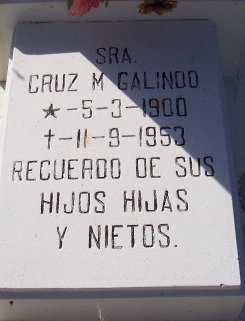 SRA.
CRUZ M GALINDO
★-5-3-1900
†-11-9-1953
RECUERDO DE SUS
HIJOS HIJAS
Y NIETOS.